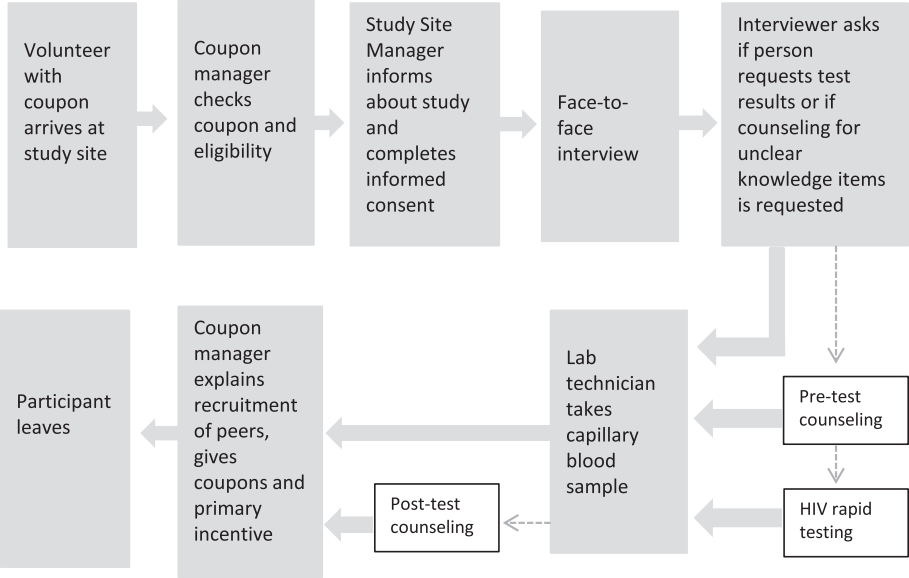 Volunteer
with
coupon
arrives at
study site
Coupon
manager
checks
coupon and
eligibility
Study Site
Manager
informs
about study
and
completes
informed
consent
Face-to-
face
interview
Interviewer asks
if person
requests test
results or if
counseling for
unclear
knowledge items
is requested
Participant
leaves
Coupon
manager
explains
recruitment
of peers,
gives
coupons and
primary
incentive
Post-test
counseling
Lab
technician
takes
capillary
blood
sample
Pre-test
counseling
HIV rapid
testing